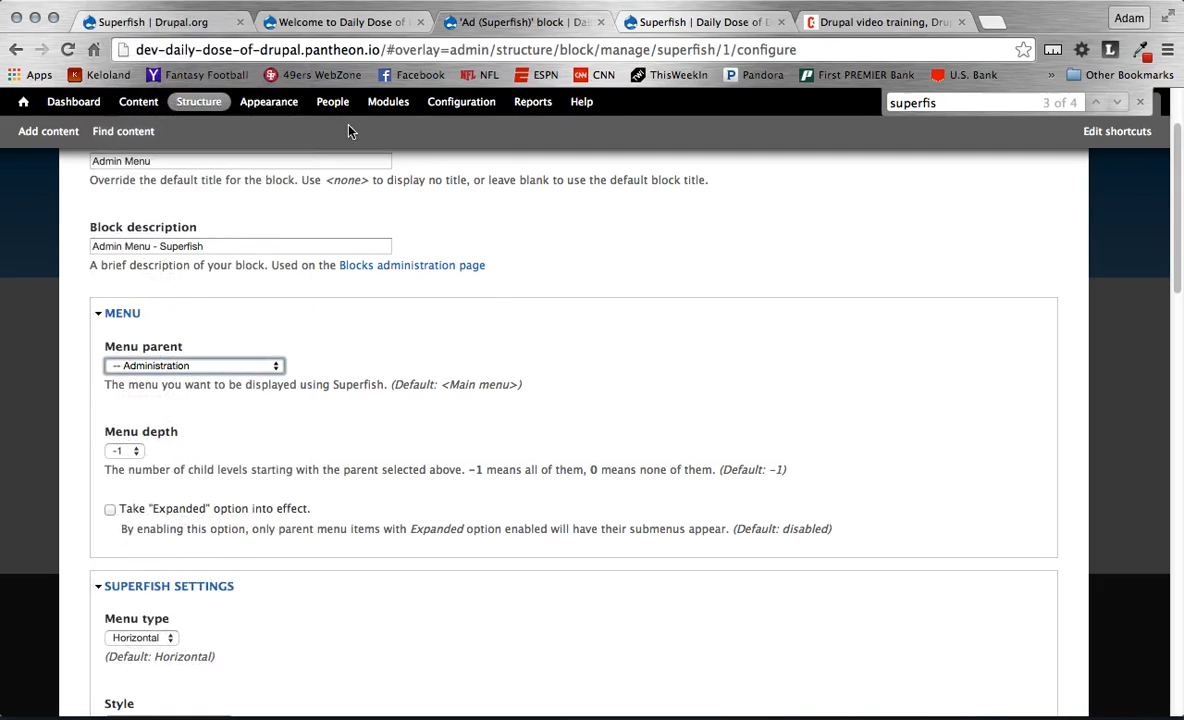 Superfish | Drupal.org
Welcome to Daily Dose of
'Ad (Superfish)' block | Da
Superfish | Daily Dose of D
Drupal video training, Dru
Adam
dev-daily-dose-of-drupal.pantheon.io/#overlay=admin/structure/block/manage/superfish/1/configure
Apps Keloland Fantasy Football 49ers WebZone Facebook NFL ESPN CNN ThisWeekIn Pandora First PREMIER Bank U.S. Bank » Other Bookmarks
Dashboard Content Structure Appearance People Modules Configuration Reports Help
superfis 3 of 4
Add content Find content Edit shortcuts
Admin Menu
Override the default title for the block. Use <none> to display no title, or leave blank to use the default block title.
Block description
Admin Menu - Superfish
A brief description of your block. Used on the Blocks administration page
MENU
Menu parent
-- Administration
The menu you want to be displayed using Superfish. (Default: <Main menu>)
Menu depth
-1
The number of child levels starting with the parent selected above. -1 means all of them, 0 means none of them. (Default: -1)
Take "Expanded" option into effect.
By enabling this option, only parent menu items with Expanded option enabled will have their submenus appear. (Default: disabled)
SUPERFISH SETTINGS
Menu type
Horizontal
(Default: Horizontal)
Style